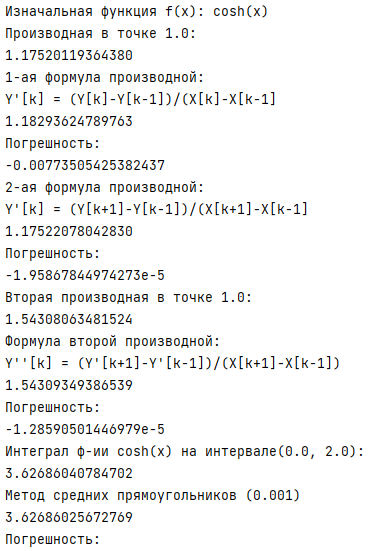 Изначальная функция f(x): cosh(x)
Производная в точке 1.0:
1.17520119364380
1-ая формула производной:
Y'[k] = (Y[k]-Y[k-1])/(X[k]-X[k-1]
1.18293624789763
Погрешность:
-0.00773505425382437
2-ая формула производной:
Y'[k] = (Y[k+1]-Y[k-1])/(X[k+1]-X[k-1]
1.17522078042830
Погрешность:
-1.95867844974273e-5
Вторая производная в точке 1.0:
1.54308063481524
Формула второй производной:
Y''[k] = (Y'[k+1]-Y'[k-1])/(X[k+1]-X[k-1])
1.54309349386539
Погрешность:
-1.28590501446979e-5
Интеграл ф-ии cosh(x) на интервале(0.0, 2.0):
3.62686040784702
Метод средних прямоугольников (0.001)
3.62686025672769
Погрешность: